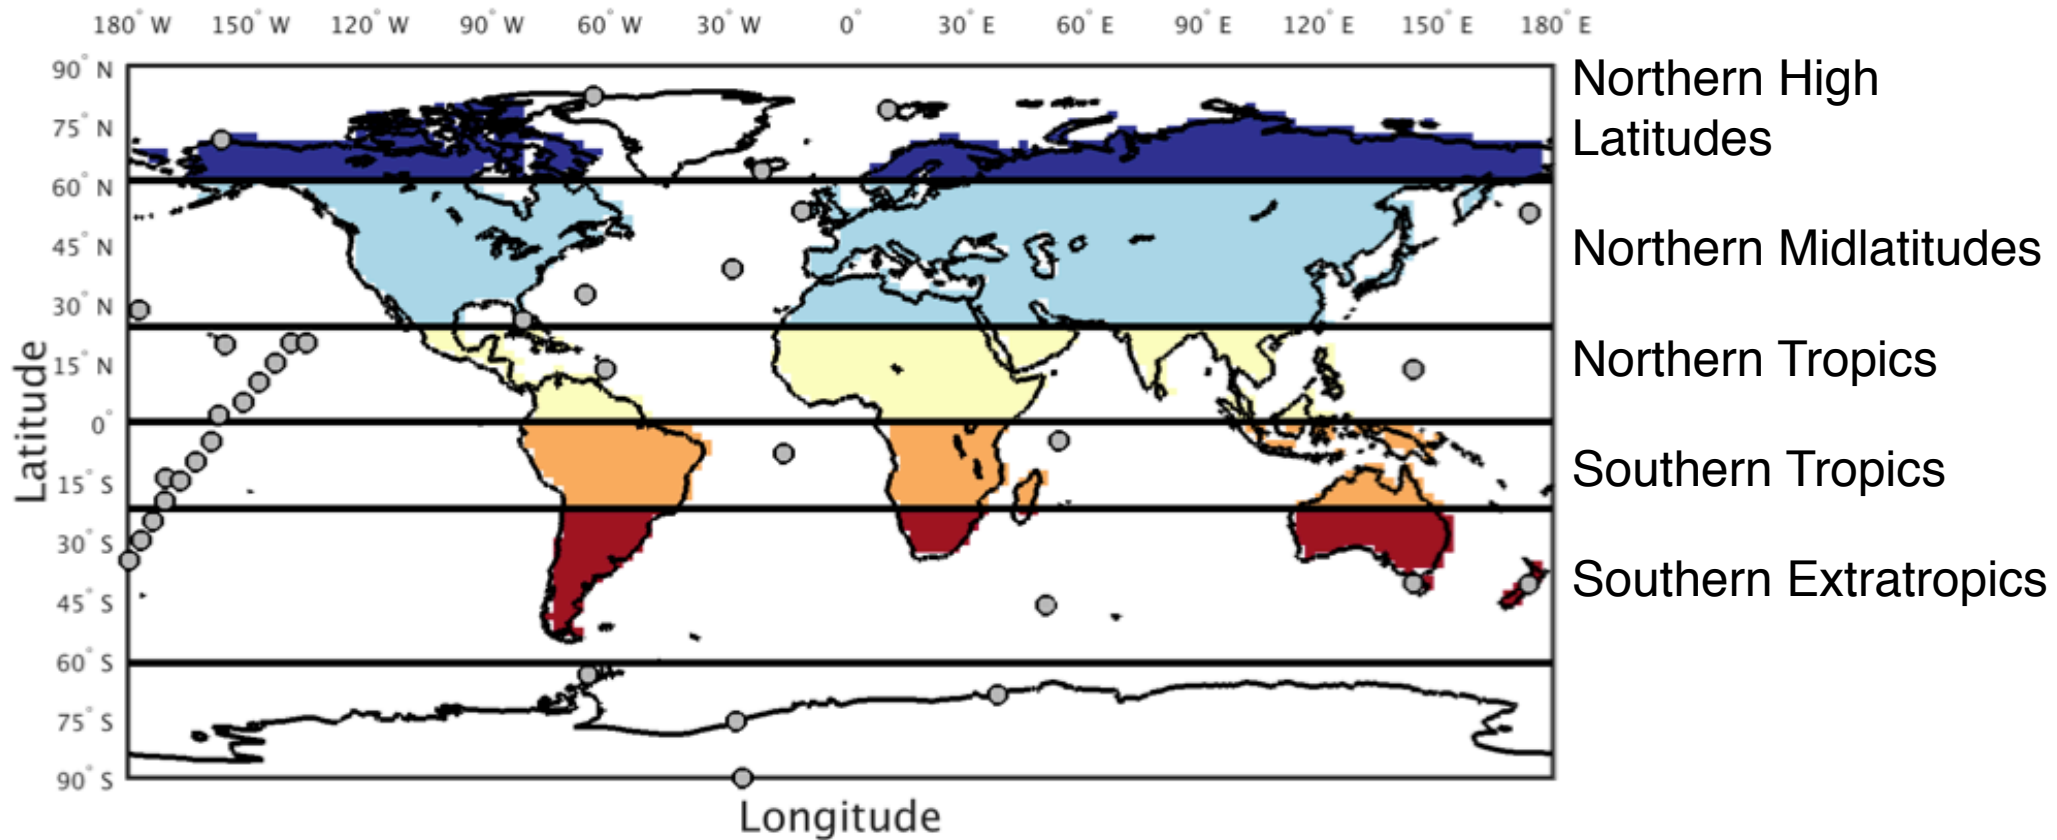 180° W 150° W 120° W 90° W 60° W 30° W 0° 30° E 60° E 90° E 120° E 150° E 180° E
90° N
75° N
60° N
45° N
30° N
15° N
0°
15° S
30° S
45° S
60° S
75° S
90° S
Latitude
Longitude
Northern High
Latitudes
Northern Midlatitudes
Northern Tropics
Southern Tropics
Southern Extratropics